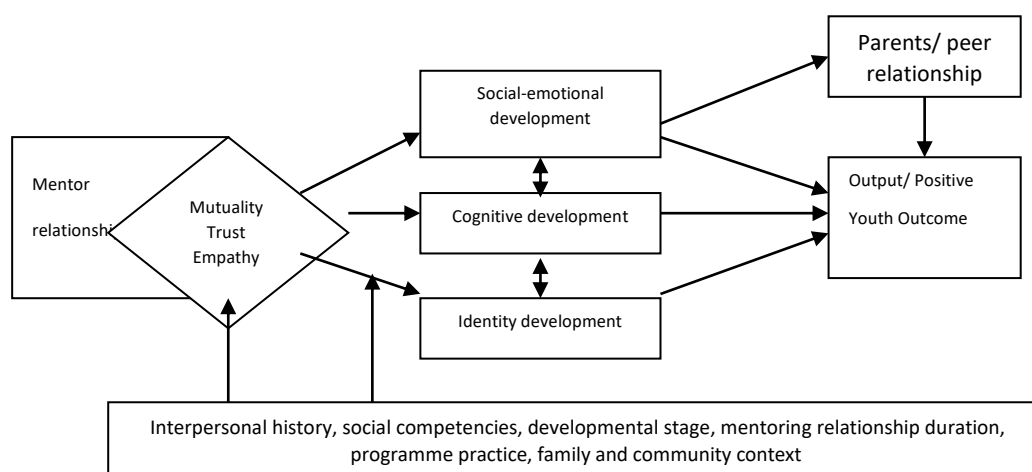 Parents/ peer
relationship
Social-emotional
development
Mentor
relationshi
Mutuality
Trust
Empathy
Cognitive development
Output/ Positive
Youth Outcome
Identity development
Interpersonal history, social competencies, developmental stage, mentoring relationship duration,
programme practice, family and community context